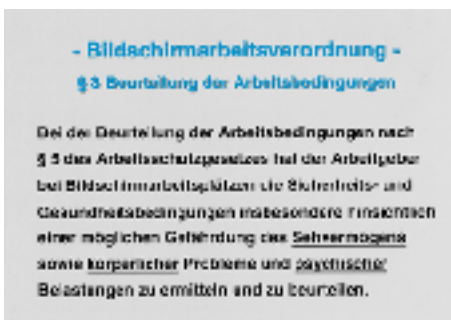 - Bildschirmarbeitsverordnung -
§ 3 Beurteilung der Arbeitsbedingungen
Bei der Beurteilung der Arbeitsbedingungen nach
§ 5 des Arbeitsschutzgesetzes hat der Arbeitgeber
bei Bildschirmarbeitsplätzen die Sicherheits- und
Gesundheitsbedingungen insbesondere hinsichtlich
einer möglichen Gefährdung des Sehvermögens
sowie körperlicher Probleme und psychischer
Belastungen zu ermitteln und zu beurteilen.